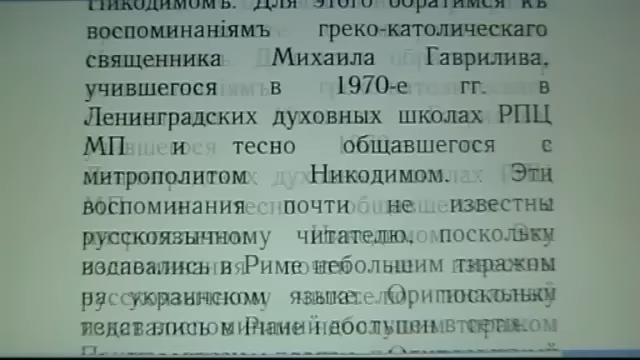 Никодимомъ. Для этого обратимся къ
воспоминаніямъ греко-католическаго
священника Михаила Гаврилива,
учившегося в 1970-е гг. в
Ленинградских духовных школах РПЦ
МП и тесно общавшегося с
митрополитом Никодимом. Эти
воспоминания почти не известны
русскоязычному читателю, поскольку
издавались в Риме небольшим тиражом
на украинском языке.